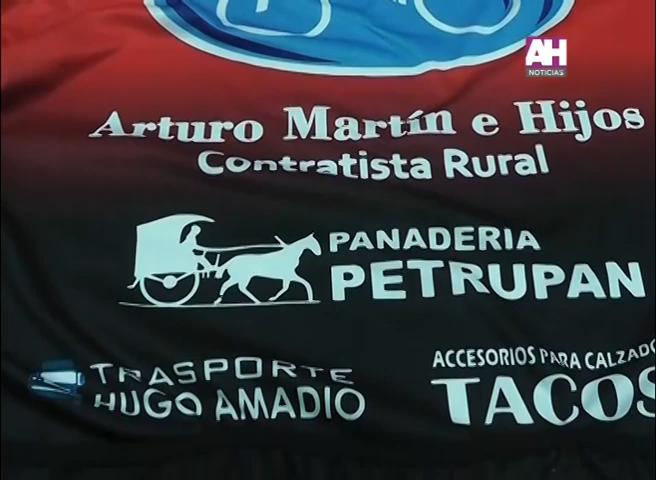 AH
NOTICIAS
Arturo Martín e Hijos
Contratista Rural
PANADERIA
PETRUPAN
TRASPORTE
HUGO AMADIO
ACCESORIOS PARA CALZADO
TACOS